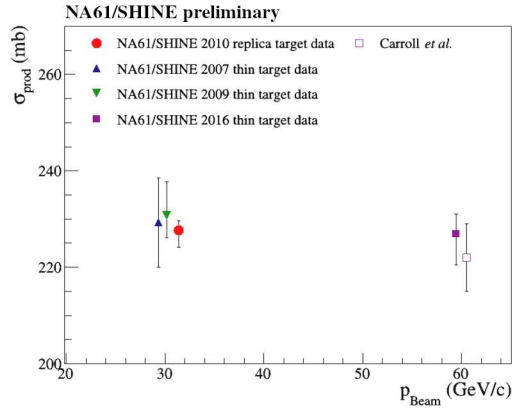 NA61/SHINE preliminary
σprod (mb)
NA61/SHINE 2010 replica target data
Carroll et al.
NA61/SHINE 2007 thin target data
NA61/SHINE 2009 thin target data
NA61/SHINE 2016 thin target data
260
240
220
200
20 30 40 50 60
pBeam (GeV/c)